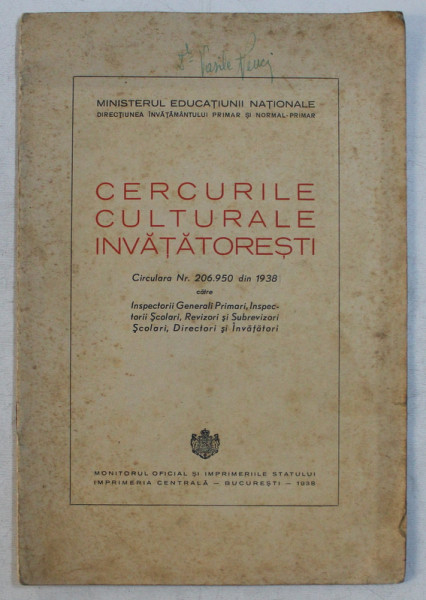 Vasile
MINISTERUL EDUCAȚIUNII NAȚIONALE
DIRECȚIUNEA ÎNVĂȚĂMÂNTULUI PRIMAR ȘI NORMAL-PRIMAR
CERCURILE
CULTURALE
INVĂȚĂTOREȘTI
Circulara Nr. 206.950 din 1938
către
Inspectorii Generali Primari, Inspec-
torii Școlari, Revizori și Subrevizori
Școlari, Directori și Învățători
MONITORUL OFICIAL ȘI IMPRIMERIILE STATULUI
IMPRIMERIA CENTRALĂ — BUCUREȘTI — 1938